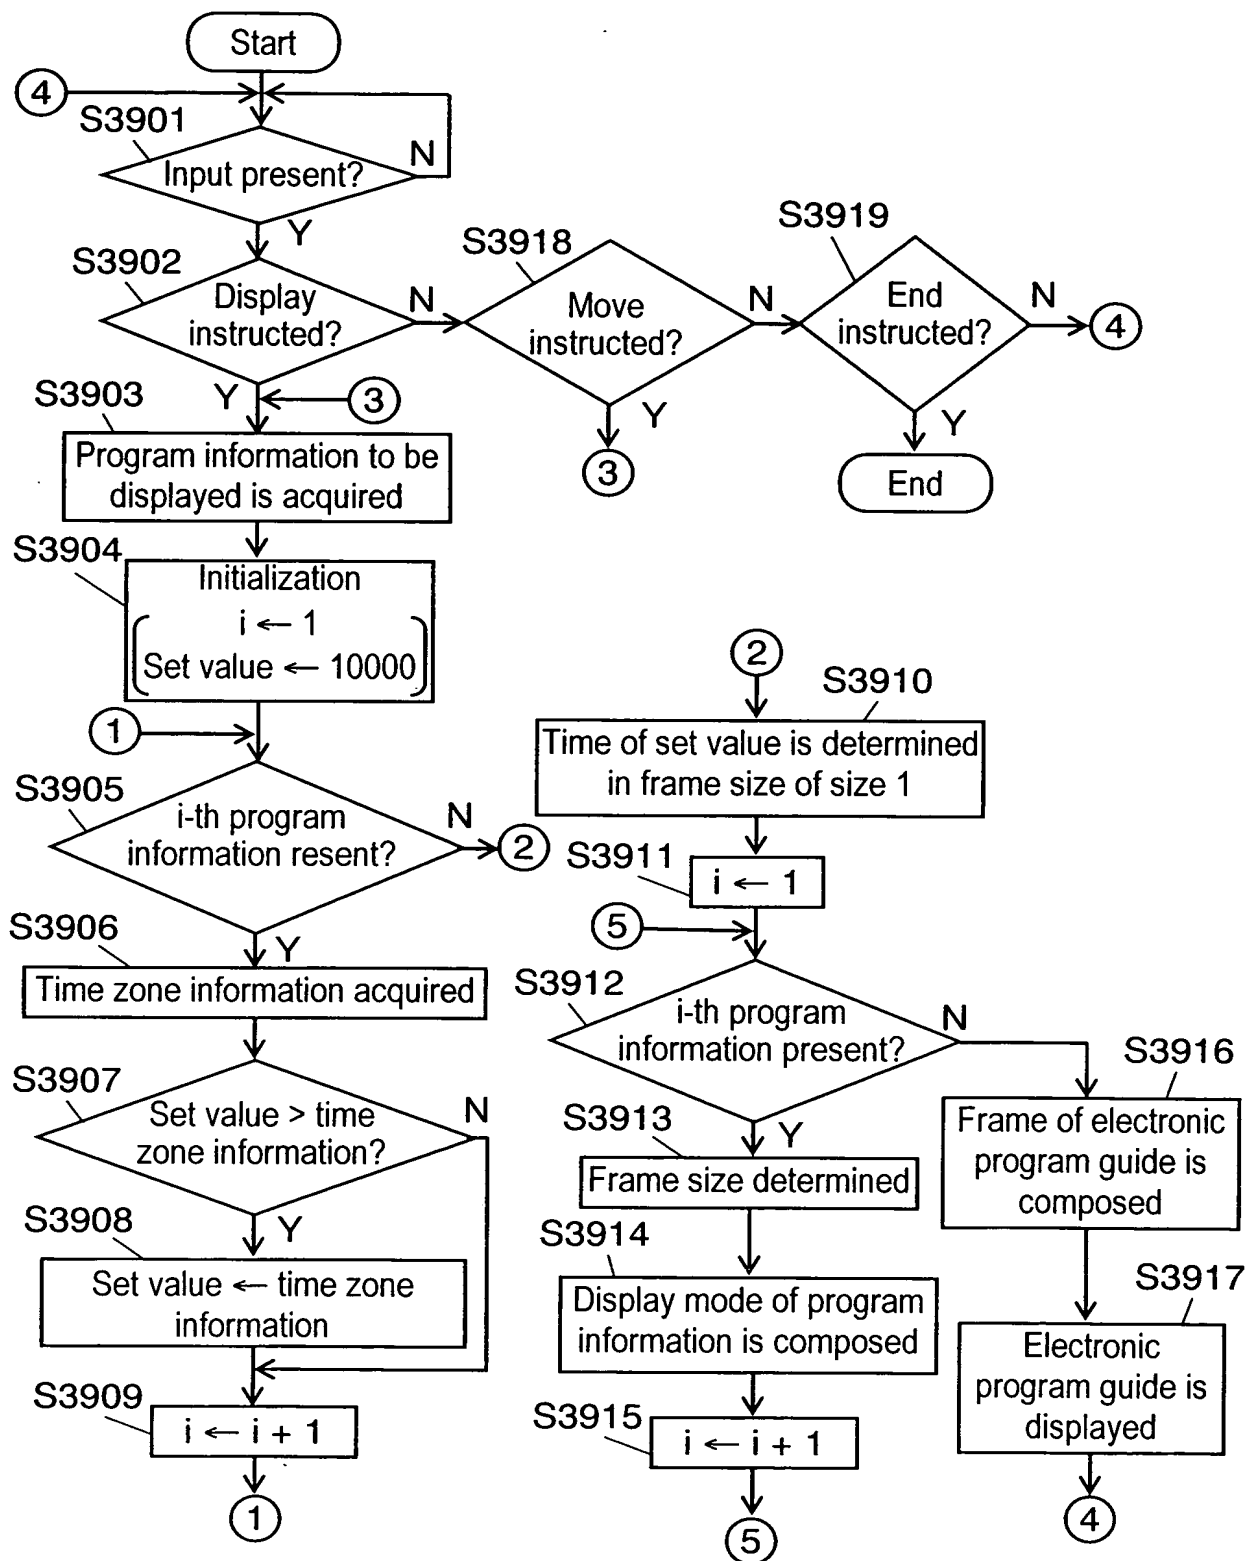 Start
4
S3901
Input present?
N
Y
S3902
Display
instructed?
N
Y
S3918
Move
instructed?
N
Y
3
S3919
End
instructed?
N
4
Y
End
3
S3903
Program information to be
displayed is acquired
S3904
Initialization
i ← 1
Set value ← 10000
1
S3905
i-th program
information resent?
N
2
Y
S3906
Time zone information acquired
S3907
Set value > time
zone information?
N
Y
S3908
Set value ← time zone
information
S3909
i ← i + 1
1
2
S3910
Time of set value is determined
in frame size of size 1
S3911
i ← 1
5
S3912
i-th program
information present?
N
Y
S3913
Frame size determined
S3914
Display mode of program
information is composed
S3915
i ← i + 1
5
S3916
Frame of electronic
program guide is
composed
S3917
Electronic
program guide is
displayed
4